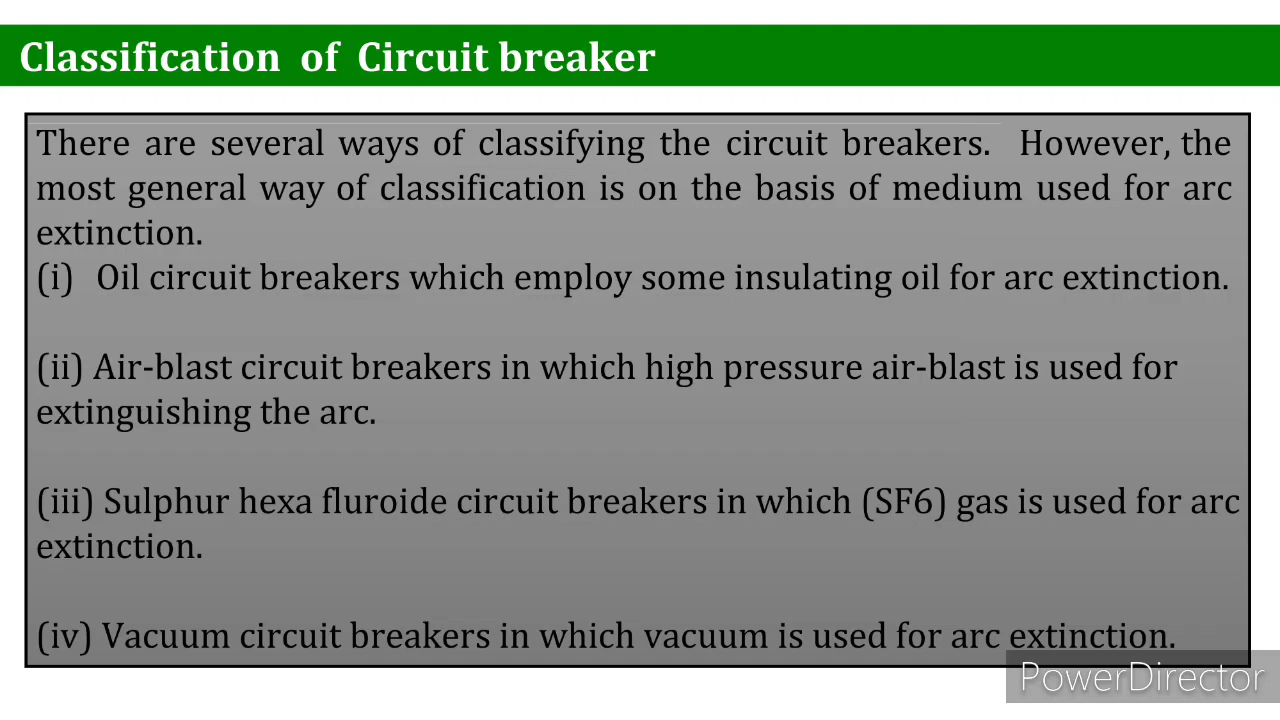 Classification of Circuit breaker
There are several ways of classifying the circuit breakers. However, the
most general way of classification is on the basis of medium used for arc
extinction.
(i) Oil circuit breakers which employ some insulating oil for arc extinction.
(ii) Air-blast circuit breakers in which high pressure air-blast is used for
extinguishing the arc.
(iii) Sulphur hexa fluroide circuit breakers in which (SF6) gas is used for arc
extinction.
(iv) Vacuum circuit breakers in which vacuum is used for arc extinction.
PowerDirector